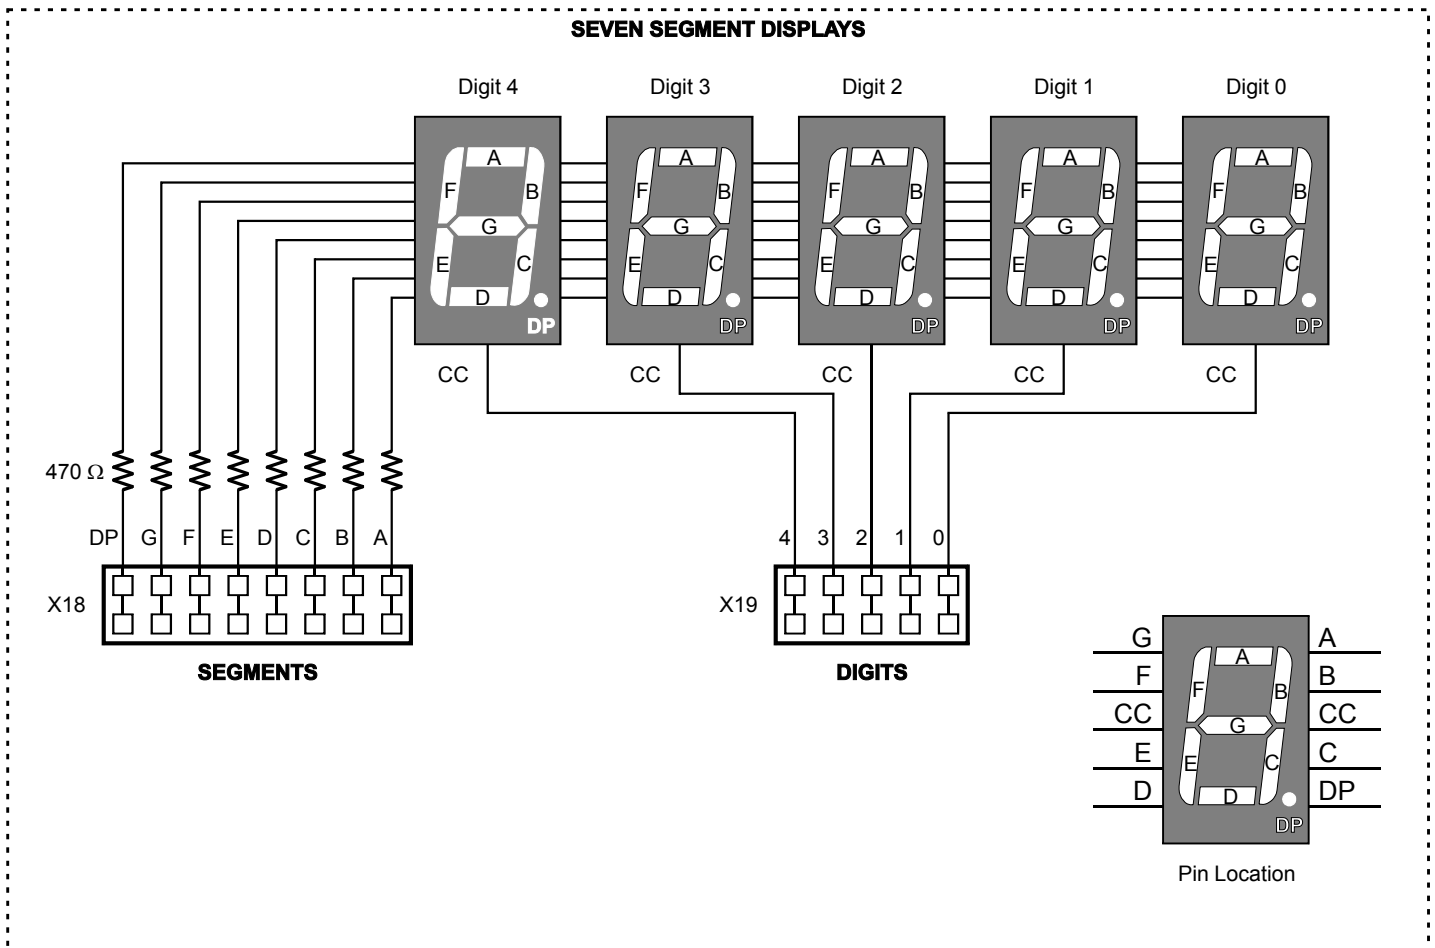 SEVEN SEGMENT DISPLAYS
Digit 4 Digit 3 Digit 2 Digit 1 Digit 0
A A A A A
F B F B F B F B F B
G G G G G
E C E C E C E C E C
D D D D D
DP DP DP DP DP
CC CC CC CC CC
470 Ω
DP G F E D C B A
4 3 2 1 0
X18
X19
SEGMENTS
DIGITS
G A A
F F B B
CC G CC
E E C C
D D DP
DP
Pin Location